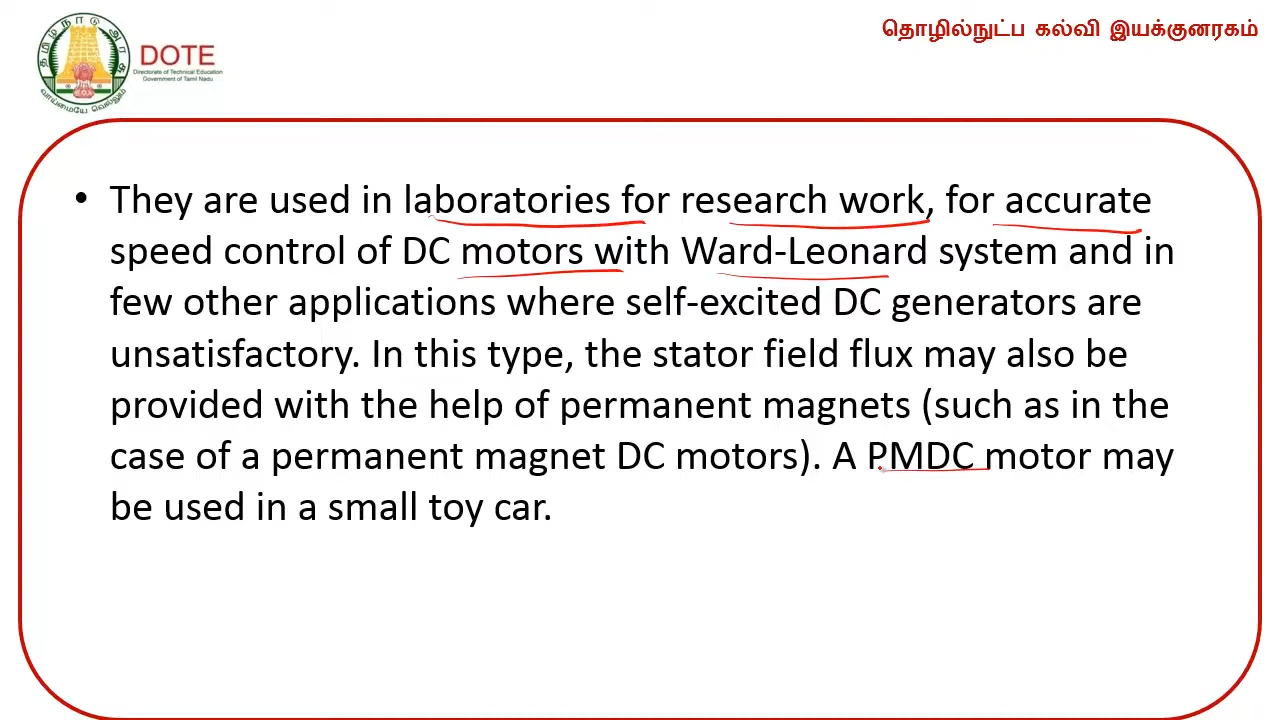 தொழில்நுட்ப கல்வி இயக்குனரகம்
தமிழ்நாடு அரசு
வாய்மையே வெல்லும்
DOTE
Directorate of Technical Education
Government of Tamil Nadu
• They are used in laboratories for research work, for accurate
speed control of DC motors with Ward-Leonard system and in
few other applications where self-excited DC generators are
unsatisfactory. In this type, the stator field flux may also be
provided with the help of permanent magnets (such as in the
case of a permanent magnet DC motors). A PMDC motor may
be used in a small toy car.